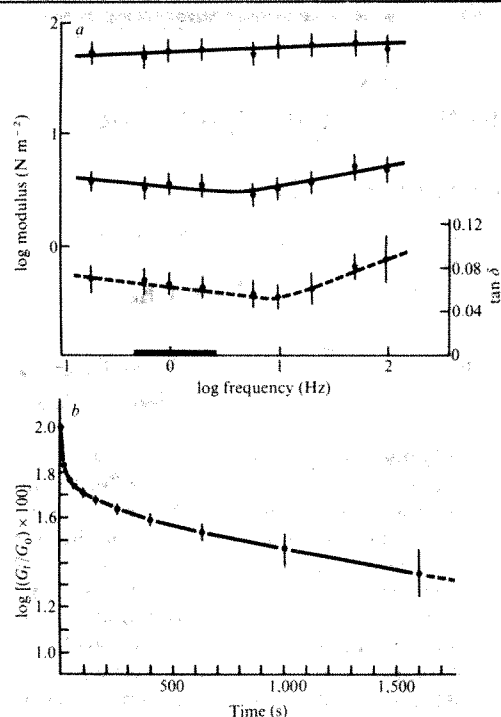 a
2
1
0
log modulus (N m⁻²)
0.12
0.08
0.04
0
tan δ
-1 0 1 2
log frequency (Hz)
b
2.0
1.8
1.6
1.4
1.2
1.0
log [(Gₜ/G₀) × 100]
500 1.000 1.500
Time (s)